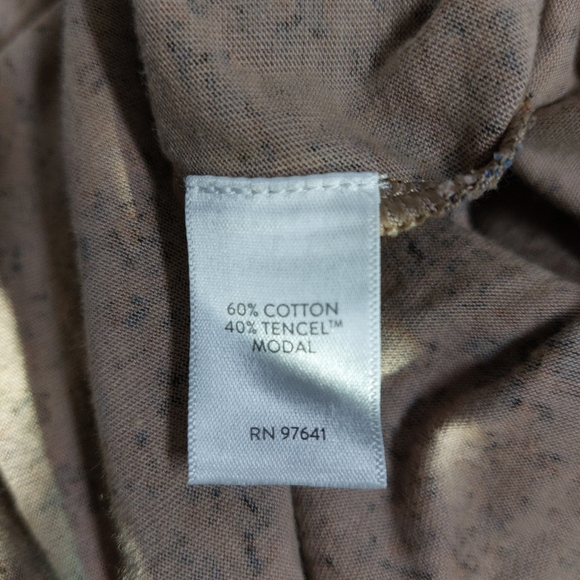 60% COTTON
40% TENCEL™
MODAL
RN 97641